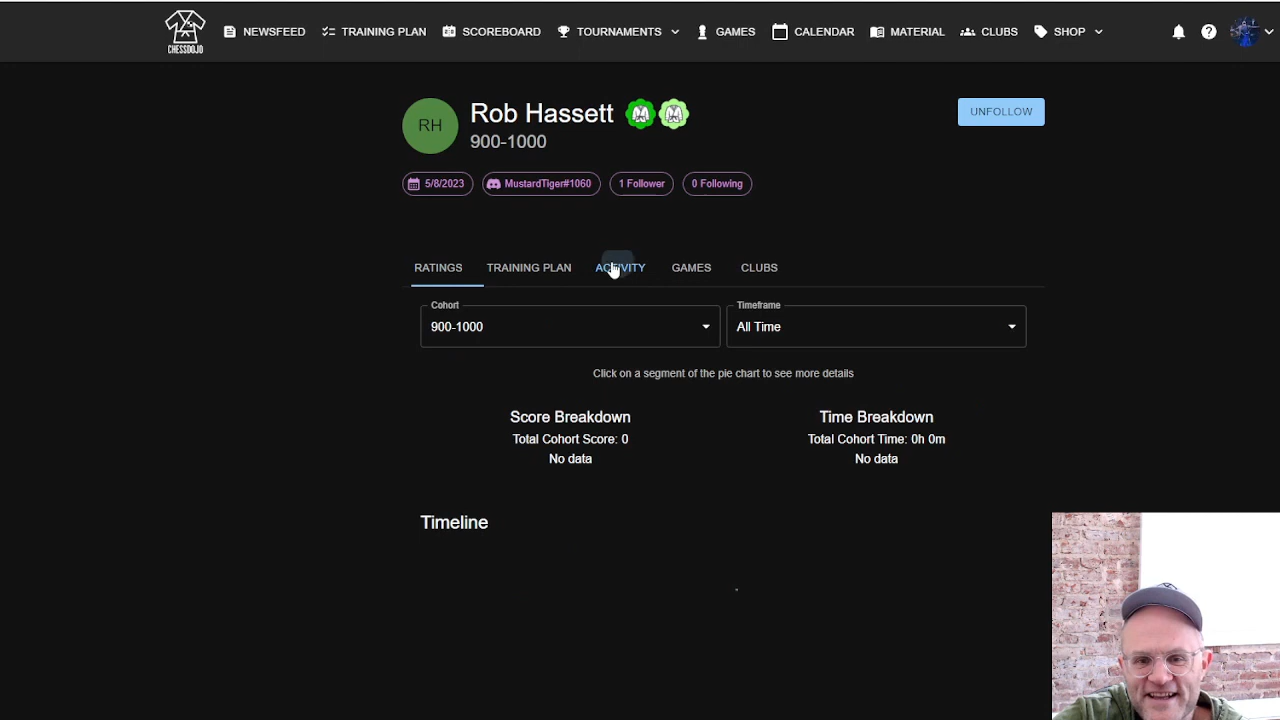 CHESSDOJO
NEWSFEED TRAINING PLAN SCOREBOARD TOURNAMENTS GAMES CALENDAR MATERIAL CLUBS SHOP
RH
Rob Hassett
900-1000
UNFOLLOW
5/8/2023 MustardTiger#1060 1 Follower 0 Following
RATINGS TRAINING PLAN ACTIVITY GAMES CLUBS
Cohort Timeframe
900-1000 All Time
Click on a segment of the pie chart to see more details
Score Breakdown Time Breakdown
Total Cohort Score: 0 Total Cohort Time: 0h 0m
No data No data
Timeline